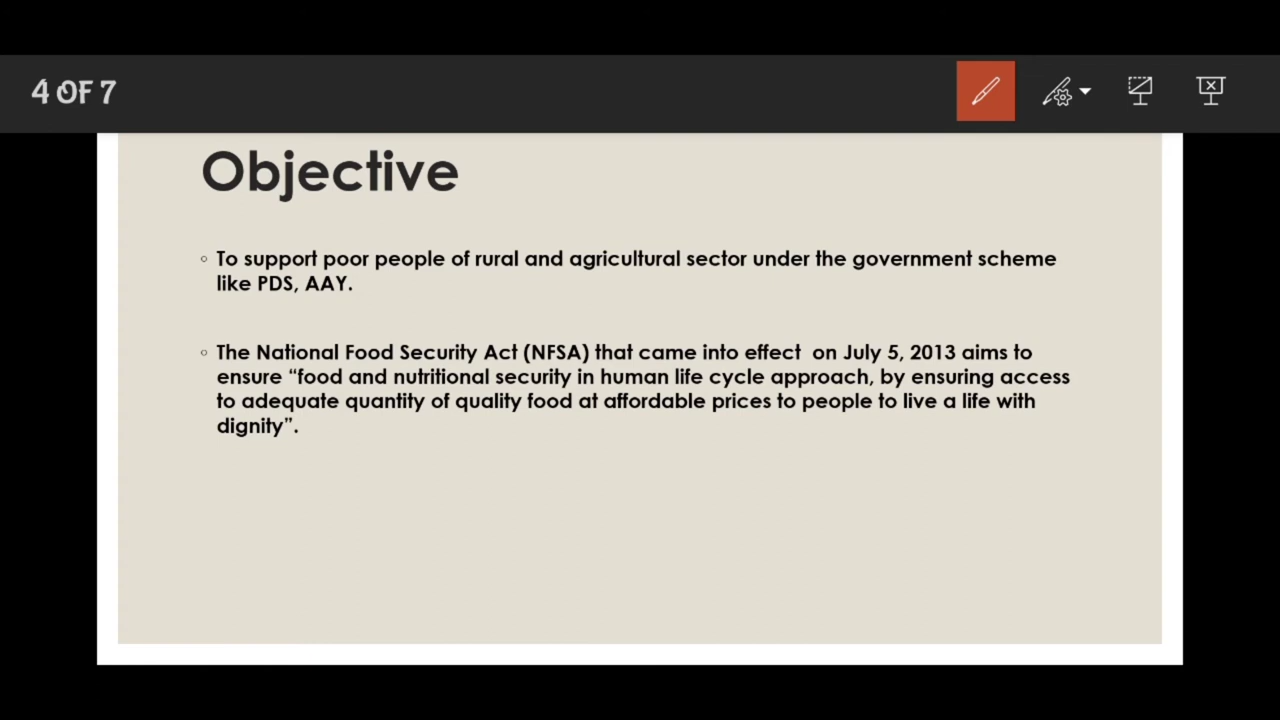 4 OF 7
Objective
◦ To support poor people of rural and agricultural sector under the government scheme
like PDS, AAY.
◦ The National Food Security Act (NFSA) that came into effect  on July 5, 2013 aims to
ensure “food and nutritional security in human life cycle approach, by ensuring access
to adequate quantity of quality food at affordable prices to people to live a life with
dignity”.